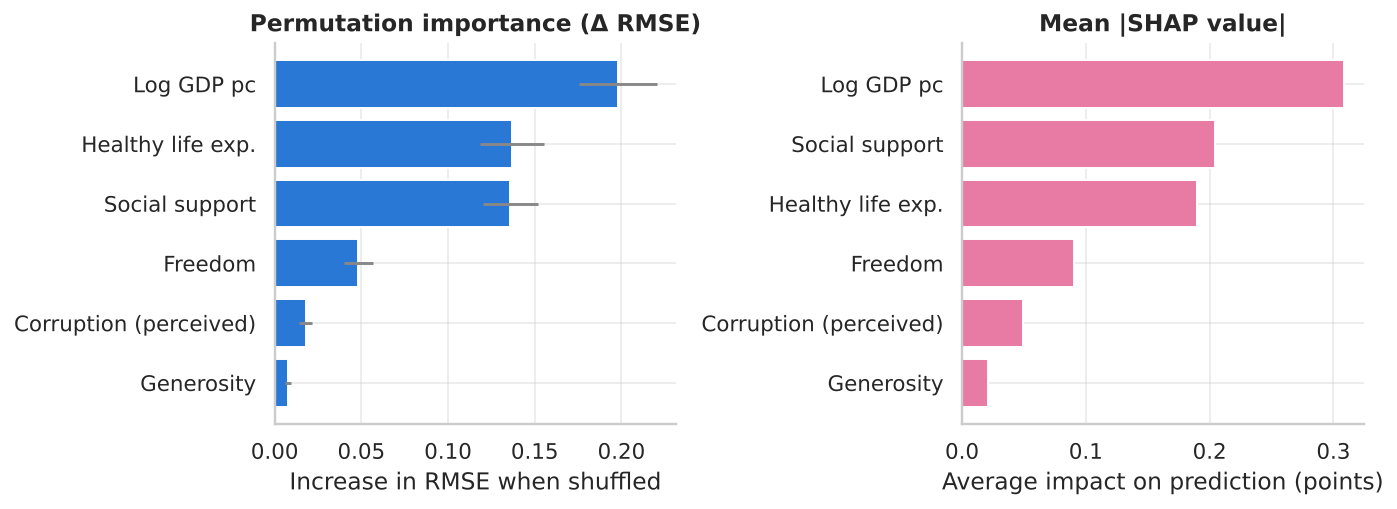 Permutation importance (Δ RMSE)
Log GDP pc
Healthy life exp.
Social support
Freedom
Corruption (perceived)
Generosity
0.00 0.05 0.10 0.15 0.20
Increase in RMSE when shuffled
Mean |SHAP value|
Log GDP pc
Social support
Healthy life exp.
Freedom
Corruption (perceived)
Generosity
0.0 0.1 0.2 0.3
Average impact on prediction (points)